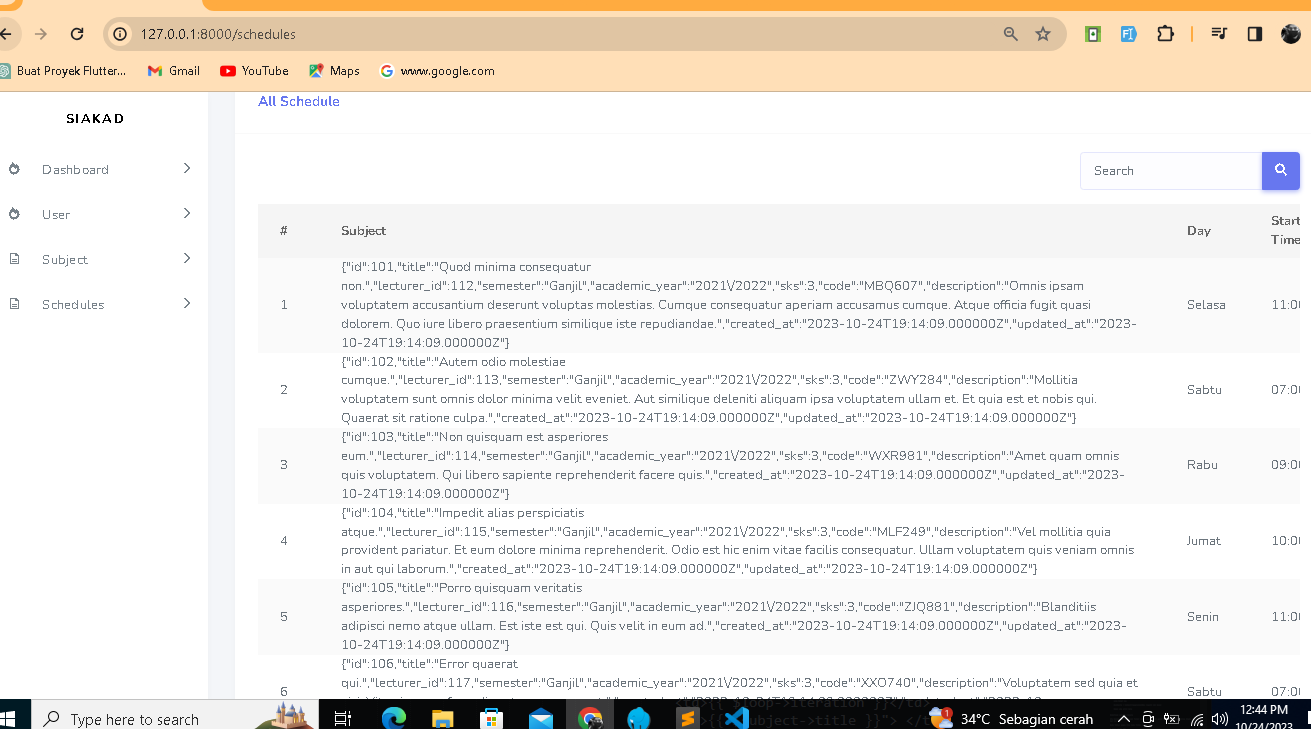 127.0.0.1:8000/schedules
Buat Proyek Flutter...
Gmail
YouTube
Maps
www.google.com
SIAKAD
Dashboard
User
Subject
Schedules
All Schedule
Search
# Subject Day Start
Time
{"id":101,"title":"Quod minima consequatur
non.","lecturer_id":112,"semester":"Ganjil","academic_year":"2021\/2022","sks":3,"code":"MBQ607","description":"Omnis ipsam
1 voluptatem accusantium deserunt voluptas molestias. Cumque consequatur aperiam accusamus cumque. Atque officia fugit quasi Selasa 11:00
dolorem. Quo iure libero praesentium similique iste repudiandae.","created_at":"2023-10-24T19:14:09.000000Z","updated_at":"2023-
10-24T19:14:09.000000Z"}
{"id":102,"title":"Autem odio molestiae
cumque.","lecturer_id":113,"semester":"Ganjil","academic_year":"2021\/2022","sks":3,"code":"ZWY284","description":"Mollitia
2 voluptatem sunt omnis dolor minima velit eveniet. Aut similique deleniti aliquam ipsa voluptatem ullam et. Et quia est et nobis qui. Sabtu 07:00
Quaerat sit ratione culpa.","created_at":"2023-10-24T19:14:09.000000Z","updated_at":"2023-10-24T19:14:09.000000Z"}
{"id":103,"title":"Non quisquam est asperiores
eum.","lecturer_id":114,"semester":"Ganjil","academic_year":"2021\/2022","sks":3,"code":"WXR981","description":"Amet quam omnis
3 quis voluptatem. Qui libero sapiente reprehenderit facere quis.","created_at":"2023-10-24T19:14:09.000000Z","updated_at":"2023- Rabu 09:00
10-24T19:14:09.000000Z"}
{"id":104,"title":"Impedit alias perspiciatis
atque.","lecturer_id":115,"semester":"Ganjil","academic_year":"2021\/2022","sks":3,"code":"MLF249","description":"Vel mollitia quia
4 provident pariatur. Et eum dolore minima reprehenderit. Odio est hic enim vitae facilis consequatur. Ullam voluptatem quis veniam omnis Jumat 10:00
in aut qui laborum.","created_at":"2023-10-24T19:14:09.000000Z","updated_at":"2023-10-24T19:14:09.000000Z"}
{"id":105,"title":"Porro quisquam veritatis
asperiores.","lecturer_id":116,"semester":"Ganjil","academic_year":"2021\/2022","sks":3,"code":"ZJQ881","description":"Blanditiis
5 adipisci nemo atque ullam. Est iste est qui. Quis velit in eum ad.","created_at":"2023-10-24T19:14:09.000000Z","updated_at":"2023- Senin 11:00
10-24T19:14:09.000000Z"}
{"id":106,"title":"Error quaerat
qui.","lecturer_id":117,"semester":"Ganjil","academic_year":"2021\/2022","sks":3,"code":"XXO740","description":"Voluptatem sed quia et
6 Sabtu 07:00
Type here to search
34°C Sebagian cerah
12:44 PM
10/24/2023